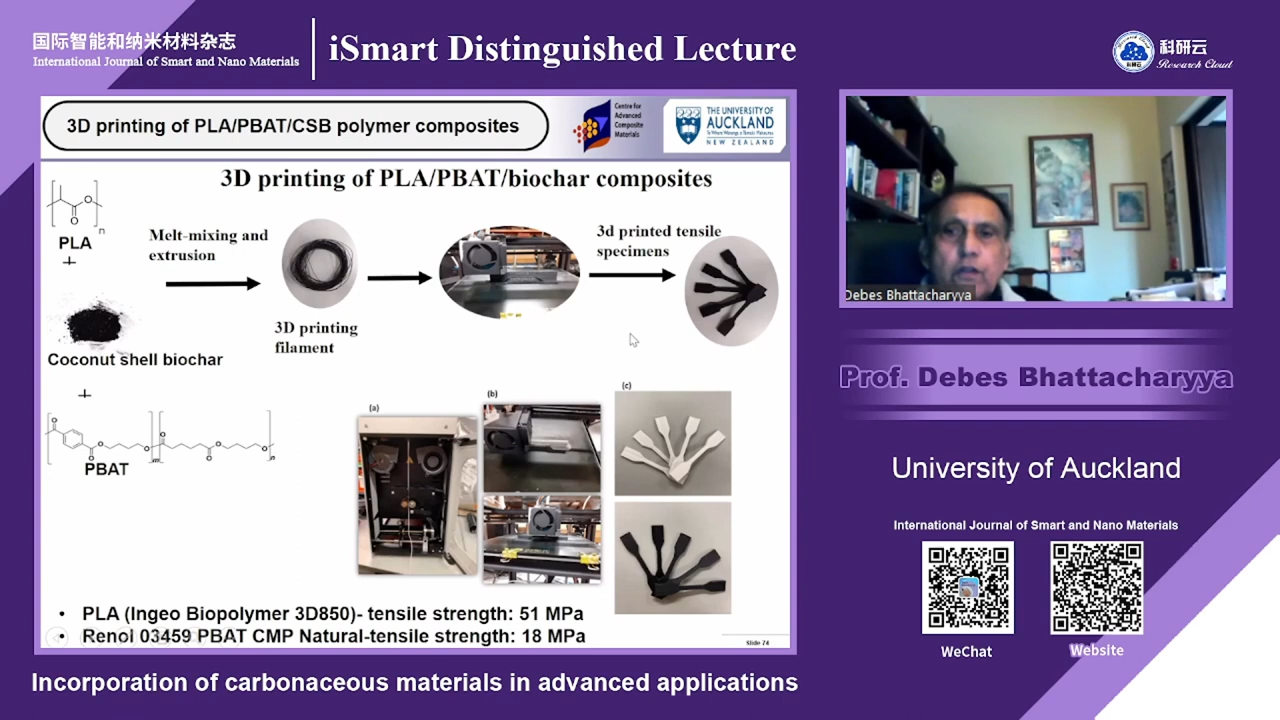 国际智能和纳米材料杂志
International Journal of Smart and Nano Materials
iSmart Distinguished Lecture
科研云
Research Cloud
3D printing of PLA/PBAT/CSB polymer composites
Centre for
Advanced
Composite
Materials
THE UNIVERSITY OF
AUCKLAND
NEW ZEALAND
3D printing of PLA/PBAT/biochar composites
O
O
n
PLA
+
Coconut shell biochar
+
Melt-mixing and
extrusion
3D printing
filament
3d printed tensile
specimens
PBAT
(a)
(b)
(c)
• PLA (Ingeo Biopolymer 3D850)- tensile strength: 51 MPa
• Renol 03459 PBAT CMP Natural-tensile strength: 18 MPa
Slide 74
Debes Bhattacharyya
Prof. Debes Bhattacharyya
University of Auckland
International Journal of Smart and Nano Materials
WeChat
Website
Incorporation of carbonaceous materials in advanced applications